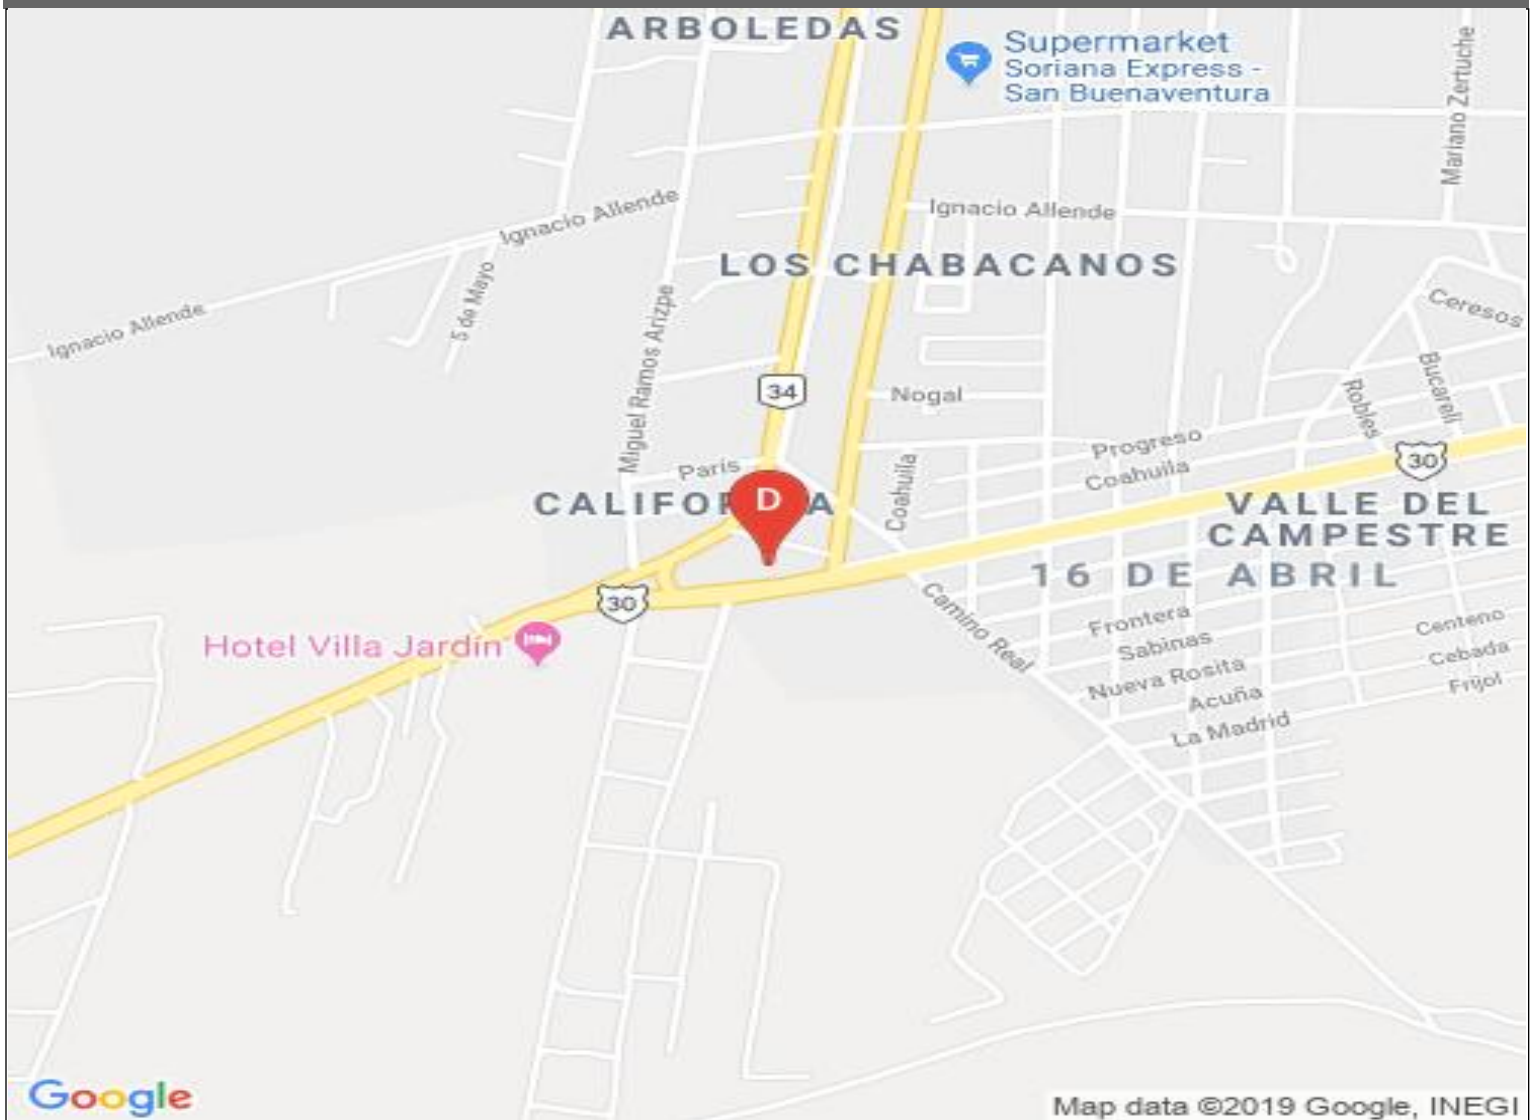 ARBOLEDAS
Supermarket
Soriana Express -
San Buenaventura
Mariano Zertuche
Ignacio Allende
Ignacio Allende
LOS CHABACANOS
5 de Mayo
Ignacio Allende
Miguel Ramos Arizpe
Ceresos
34
Nogal
Robles
Bucareli
Progreso
Coahuila
París
Coahuila
30
D
CALIFOR A
VALLE DEL
CAMPESTRE
16 DE ABRIL
30
Camino Real
Frontera
Sabinas
Nueva Rosita
Acuña
La Madrid
Centeno
Cebada
Frijol
Hotel Villa Jardín
Google
Map data ©2019 Google, INEGI